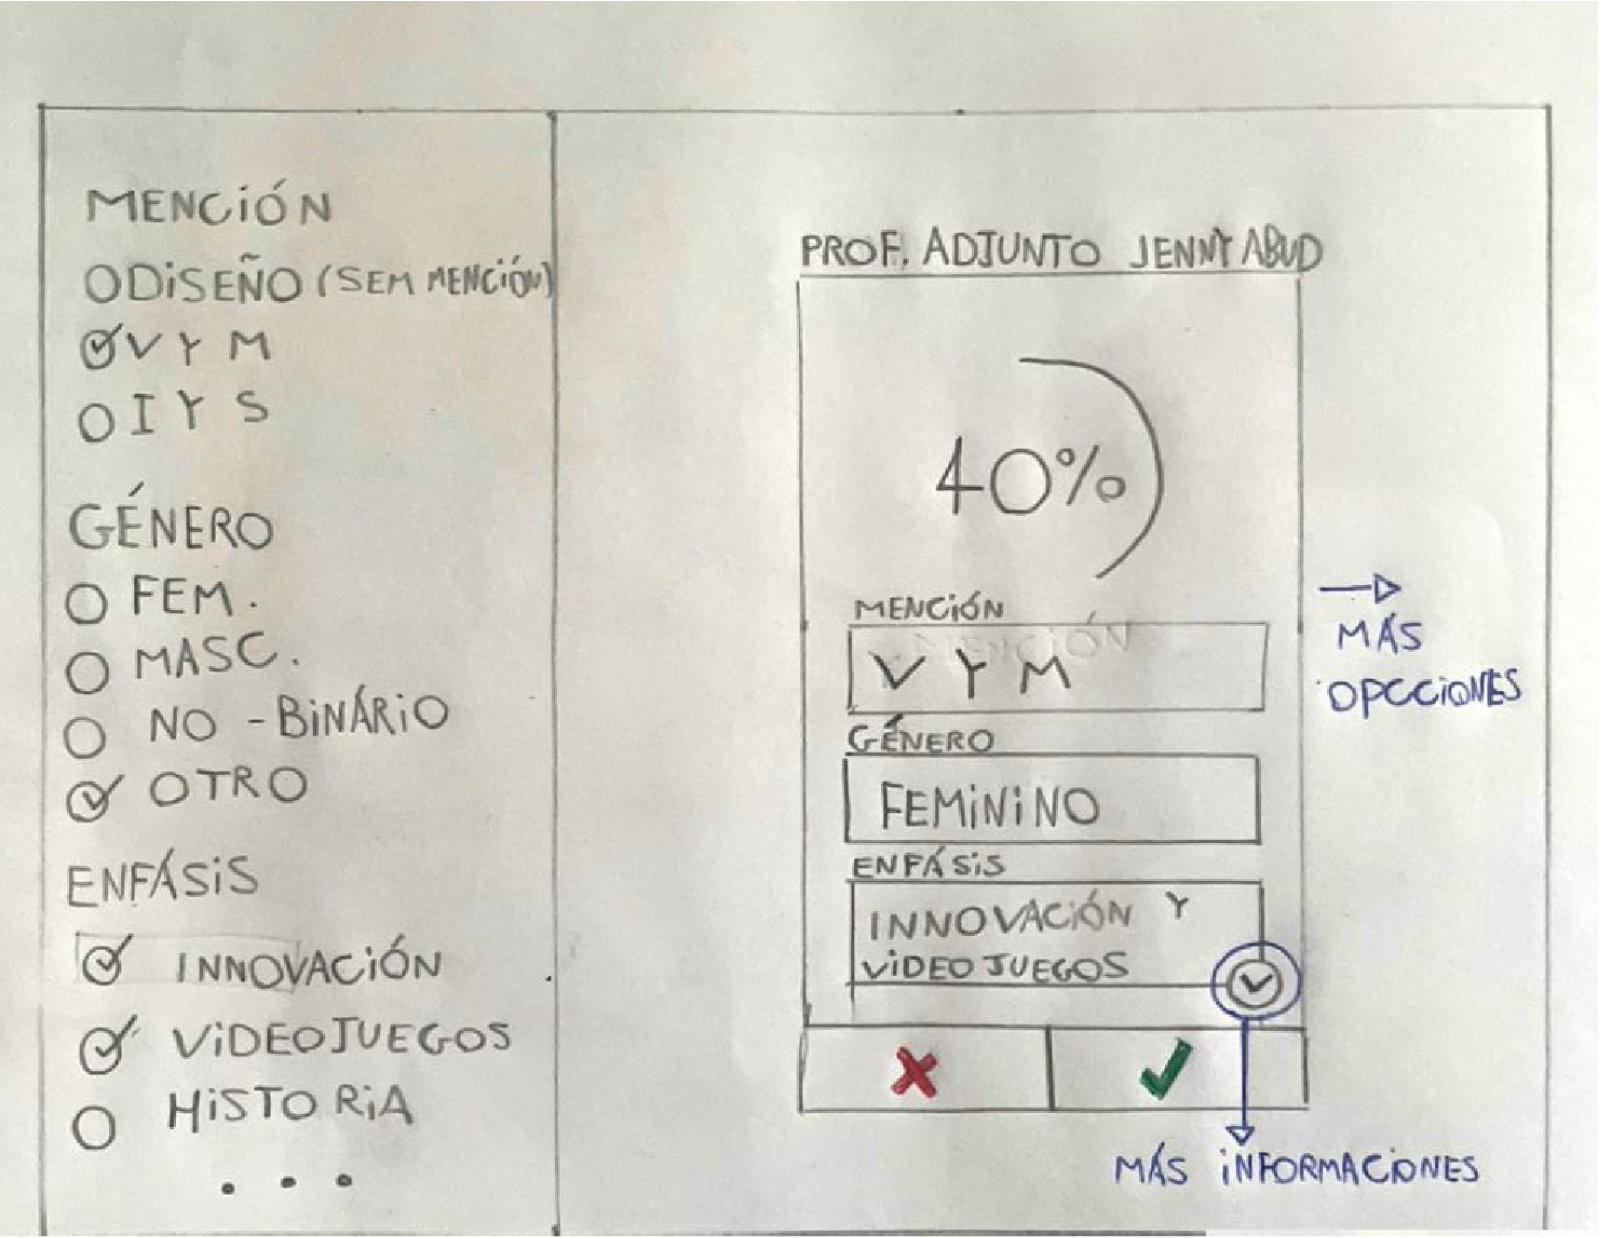 MENCIÓN
DISEÑO (SEM MENCIÓN)
V Y M
I Y S
GÉNERO
FEM.
MASC.
NO - BINÁRIO
OTRO
ENFÁSIS
INNOVACIÓN
VIDEOJUEGOS
HISTORIA
...
PROF. ADJUNTO JENNY ABUD
40%
MENCIÓN
V Y M
GÉNERO
FEMININO
ENFÁSIS
INNOVACIÓN Y
VIDEOJUEGOS
MÁS
OPCCIONES
MÁS INFORMACIONES